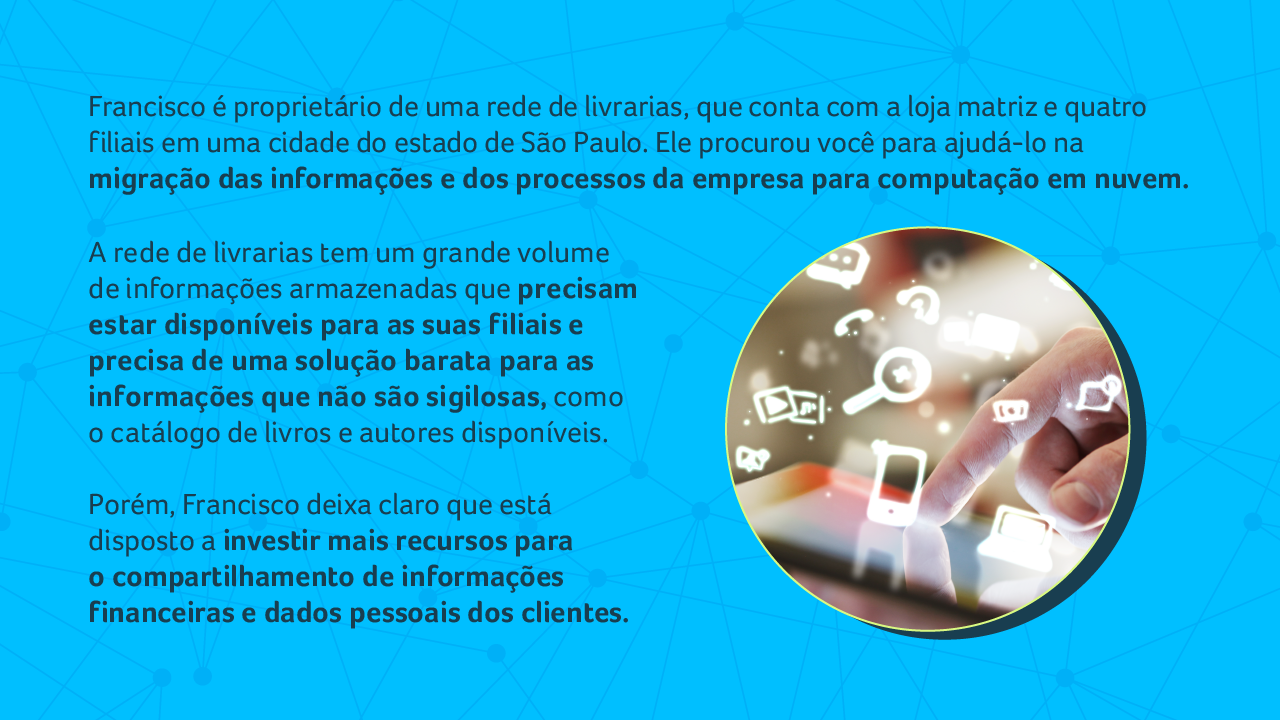 Francisco é proprietário de uma rede de livrarias, que conta com a loja matriz e quatro
filiais em uma cidade do estado de São Paulo. Ele procurou você para ajudá-lo na
migração das informações e dos processos da empresa para computação em nuvem.
A rede de livrarias tem um grande volume
de informações armazenadas que precisam
estar disponíveis para as suas filiais e
precisa de uma solução barata para as
informações que não são sigilosas, como
o catálogo de livros e autores disponíveis.
Porém, Francisco deixa claro que está
disposto a investir mais recursos para
o compartilhamento de informações
financeiras e dados pessoais dos clientes.